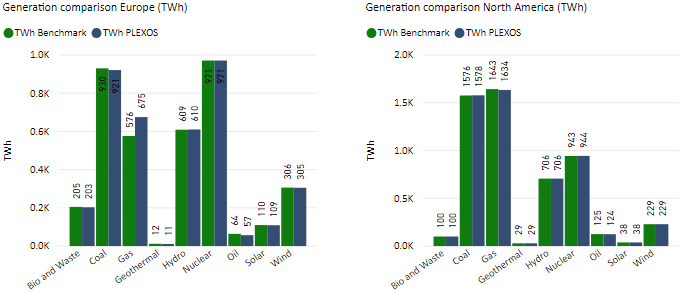 Generation comparison Europe (TWh)
TWh Benchmark TWh PLEXOS
TWh
1.0K
0.8K
0.6K
0.4K
0.2K
0.0K
205 203 930 921 576 675 12 11 609 610 971 971 64 57 110 109 306 305
Bio and Waste Coal Gas Geothermal Hydro Nuclear Oil Solar Wind
Generation comparison North America (TWh)
TWh Benchmark TWh PLEXOS
TWh
2.0K
1.5K
1.0K
0.5K
0.0K
100 100 1576 1578 1643 1634 29 29 706 706 943 944 125 124 38 38 229 229
Bio and Waste Coal Gas Geothermal Hydro Nuclear Oil Solar Wind